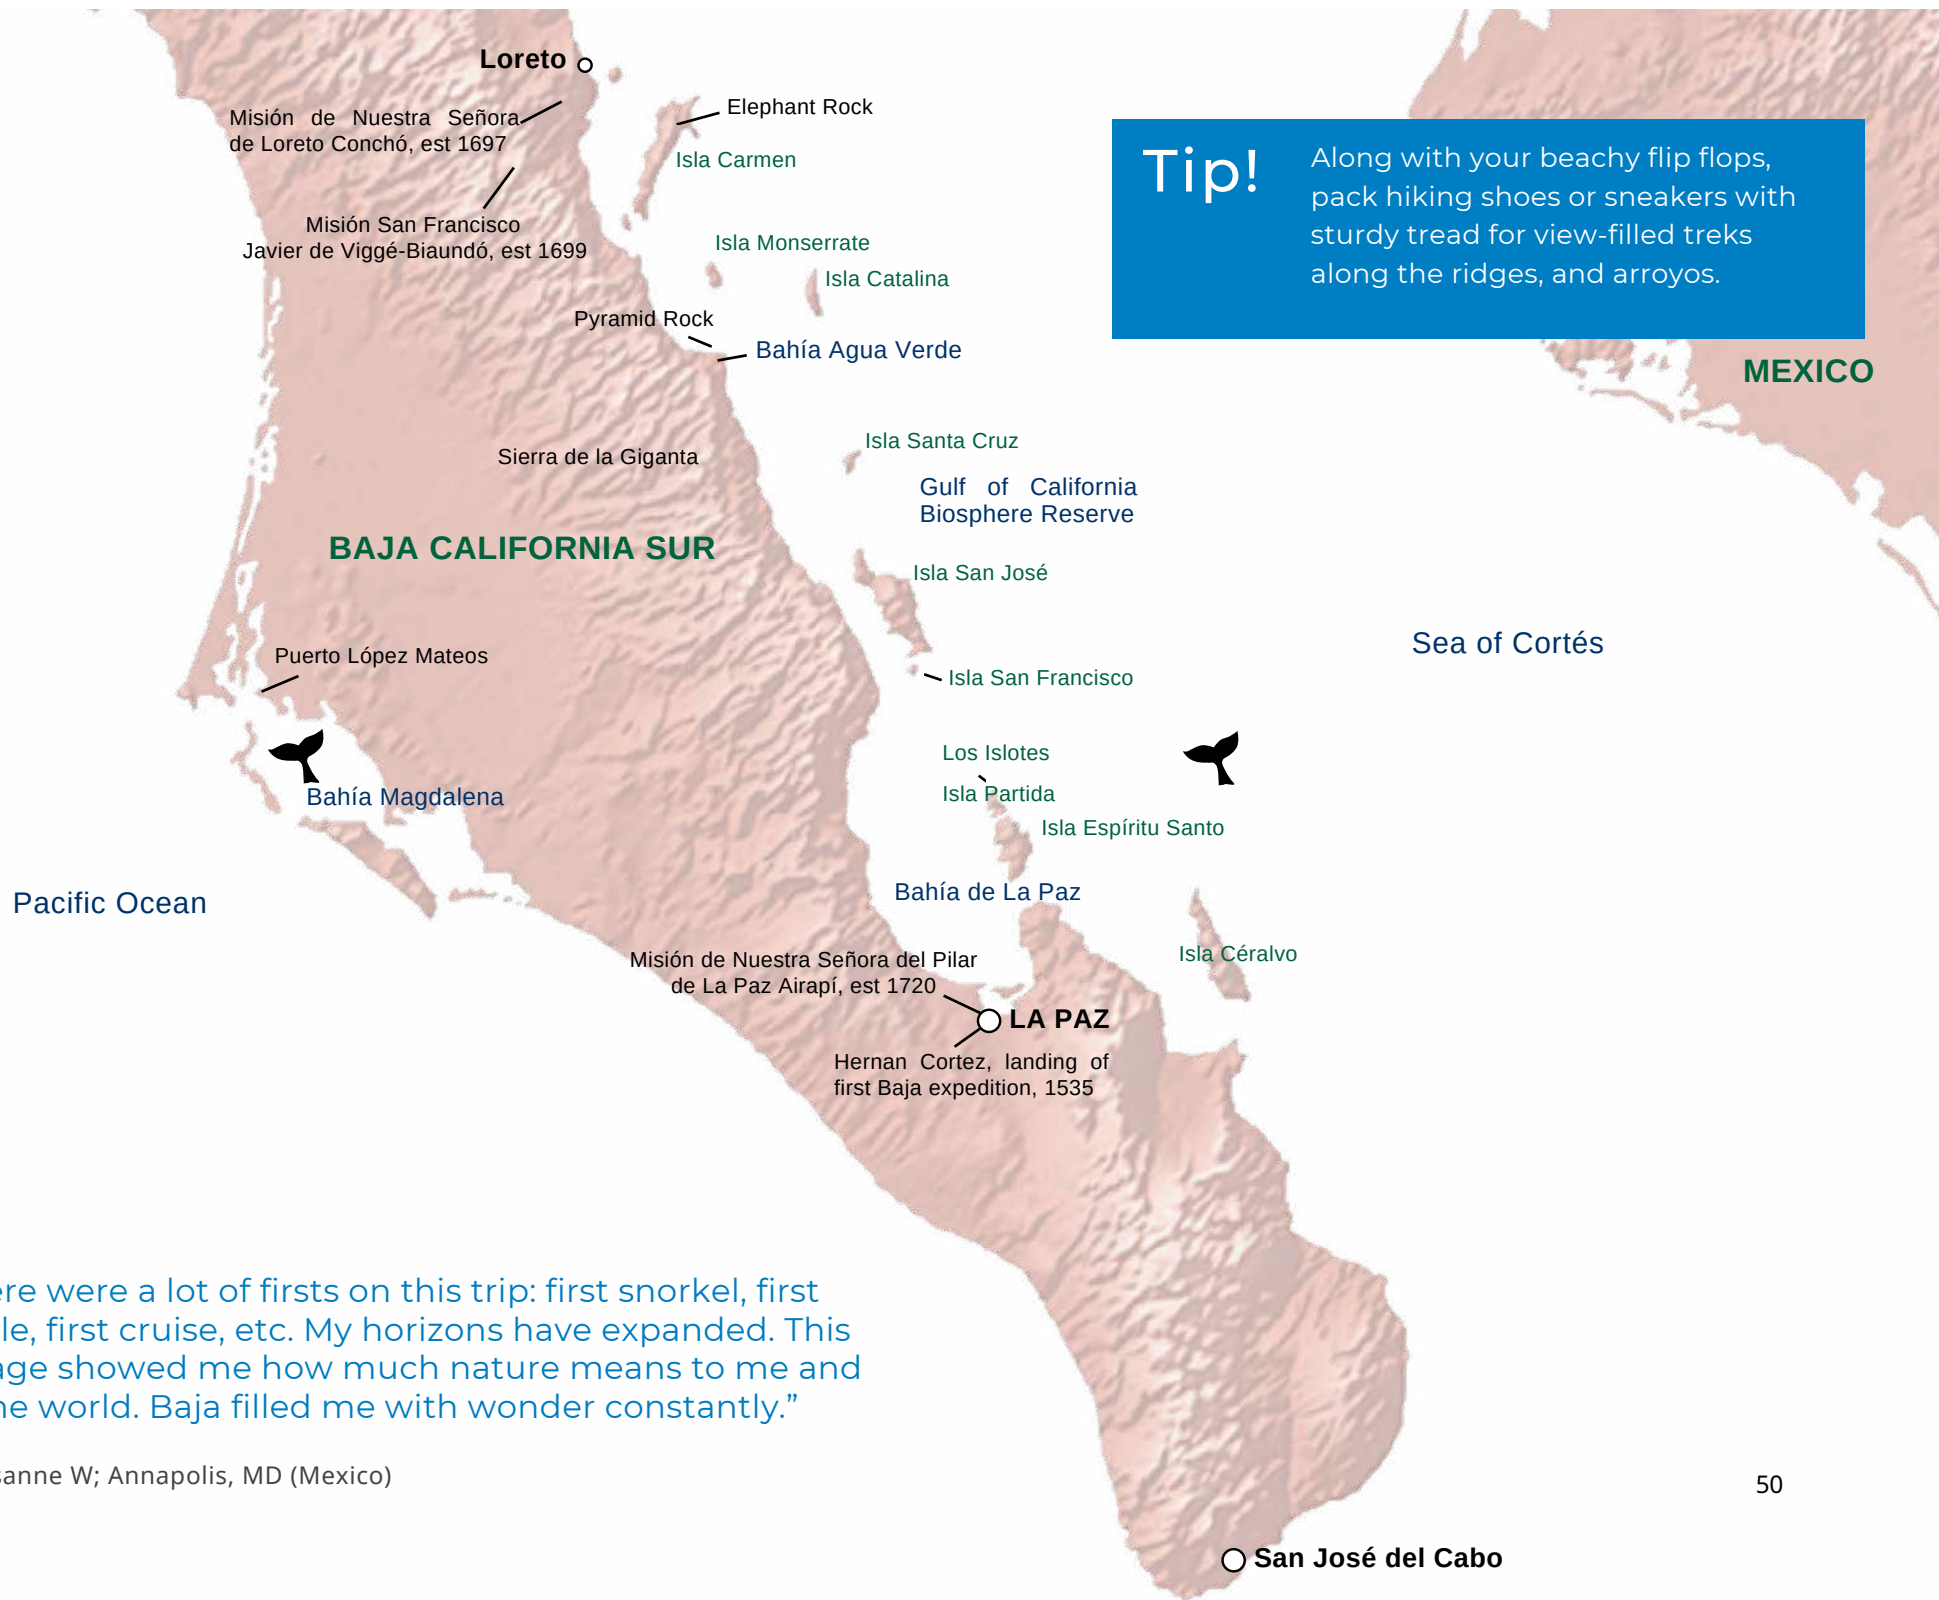 Loreto
Misión de Nuestra Señora
de Loreto Conchó, est 1697
Elephant Rock
Isla Carmen
Misión San Francisco
Javier de Viggé-Biaundó, est 1699
Tip!
Along with your beachy flip flops,
pack hiking shoes or sneakers with
sturdy tread for view-filled treks
along the ridges, and arroyos.
Isla Monserrate
Isla Catalina
Pyramid Rock
Bahía Agua Verde
MEXICO
Isla Santa Cruz
Sierra de la Giganta
Gulf of California
Biosphere Reserve
BAJA CALIFORNIA SUR
Isla San José
Sea of Cortés
Puerto López Mateos
Isla San Francisco
Los Islotes
Isla Partida
Bahía Magdalena
Isla Espíritu Santo
Bahía de La Paz
Pacific Ocean
Isla Céralvo
Misión de Nuestra Señora del Pilar
de La Paz Airapí, est 1720
LA PAZ
Hernan Cortez, landing of
first Baja expedition, 1535
ere were a lot of firsts on this trip: first snorkel, first
le, first cruise, etc. My horizons have expanded. This
age showed me how much nature means to me and
he world. Baja filled me with wonder constantly.”
sanne W; Annapolis, MD (Mexico)
50
San José del Cabo